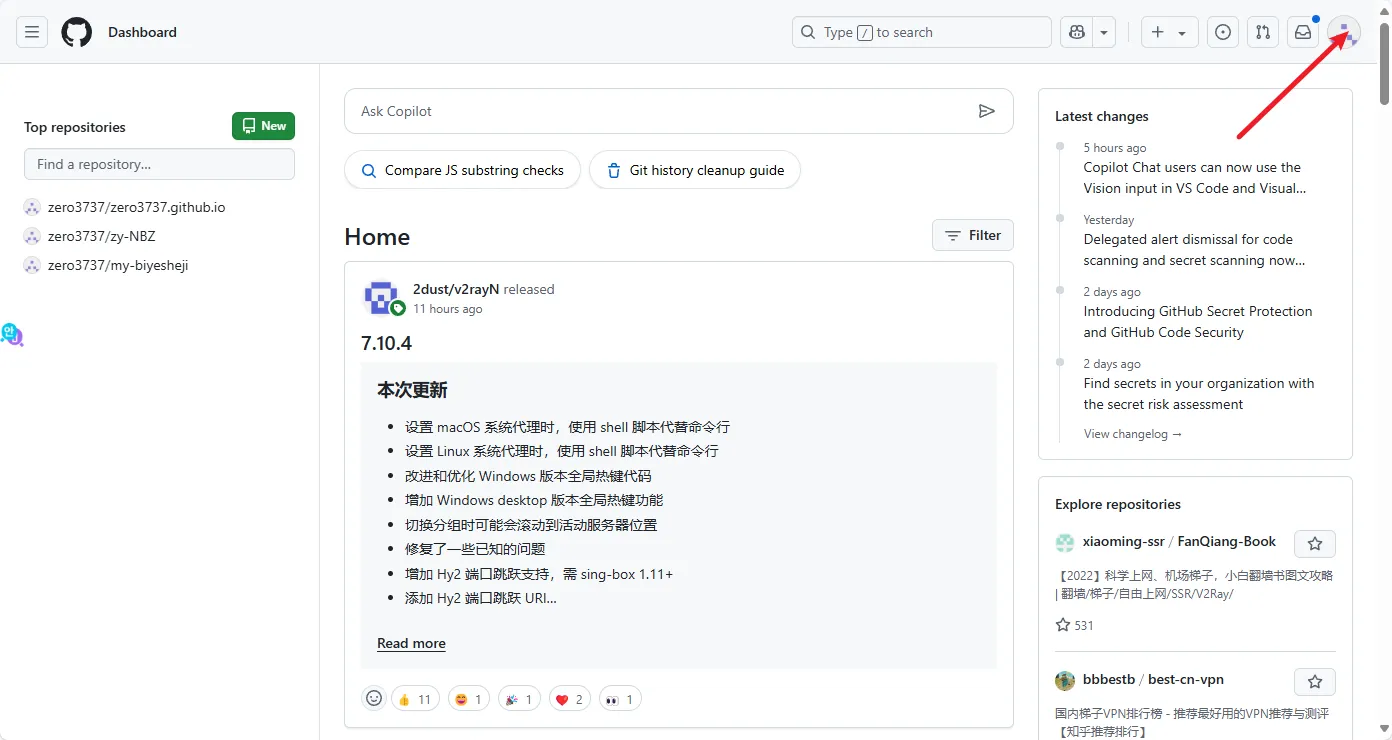 Dashboard
Type / to search
Top repositories
New
Find a repository...
zero3737/zero3737.github.io
zero3737/zy-NBZ
zero3737/my-biyesheji
Ask Copilot
Compare JS substring checks
Git history cleanup guide
Home
Filter
2dust/v2rayN released
11 hours ago
7.10.4
本次更新
设置 macOS 系统代理时，使用 shell 脚本代替命令行
设置 Linux 系统代理时，使用 shell 脚本代替命令行
改进和优化 Windows 版本全局热键代码
增加 Windows desktop 版本全局热键功能
切换分组时可能会滚动到活动服务器位置
修复了一些已知的问题
增加 Hy2 端口跳跃支持，需 sing-box 1.11+
添加 Hy2 端口跳跃 URI...
Read more
11
1
1
2
1
Latest changes
5 hours ago
Copilot Chat users can now use the
Vision input in VS Code and Visual...
Yesterday
Delegated alert dismissal for code
scanning and secret scanning now...
2 days ago
Introducing GitHub Secret Protection
and GitHub Code Security
2 days ago
Find secrets in your organization with
the secret risk assessment
View changelog →
Explore repositories
xiaoming-ssr / FanQiang-Book
【2022】科学上网、机场梯子，小白翻墙书图文攻略
| 翻墙/梯子/自由上网/SSR/V2Ray/
531
bbbestb / best-cn-vpn
国内梯子VPN排行榜 - 推荐最好用的VPN推荐与测评
【知乎推荐排行】